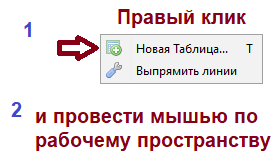 Правый клик
1
Новая Таблица... T
Выпрямить линии
2 и провести мышью по
рабочему пространству